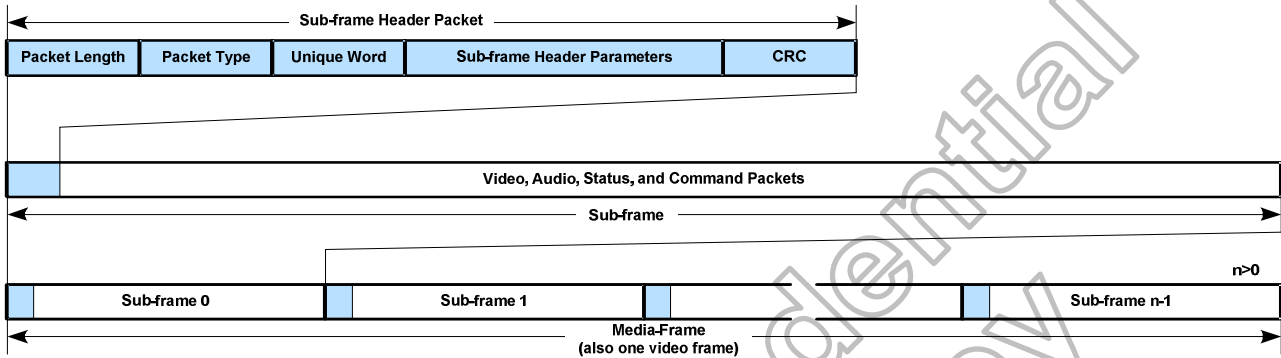 Sub-frame Header Packet
Packet Length Packet Type Unique Word Sub-frame Header Parameters CRC
Video, Audio, Status, and Command Packets
Sub-frame
n>0
Sub-frame 0 Sub-frame 1 Sub-frame n-1
Media-Frame
(also one video frame)